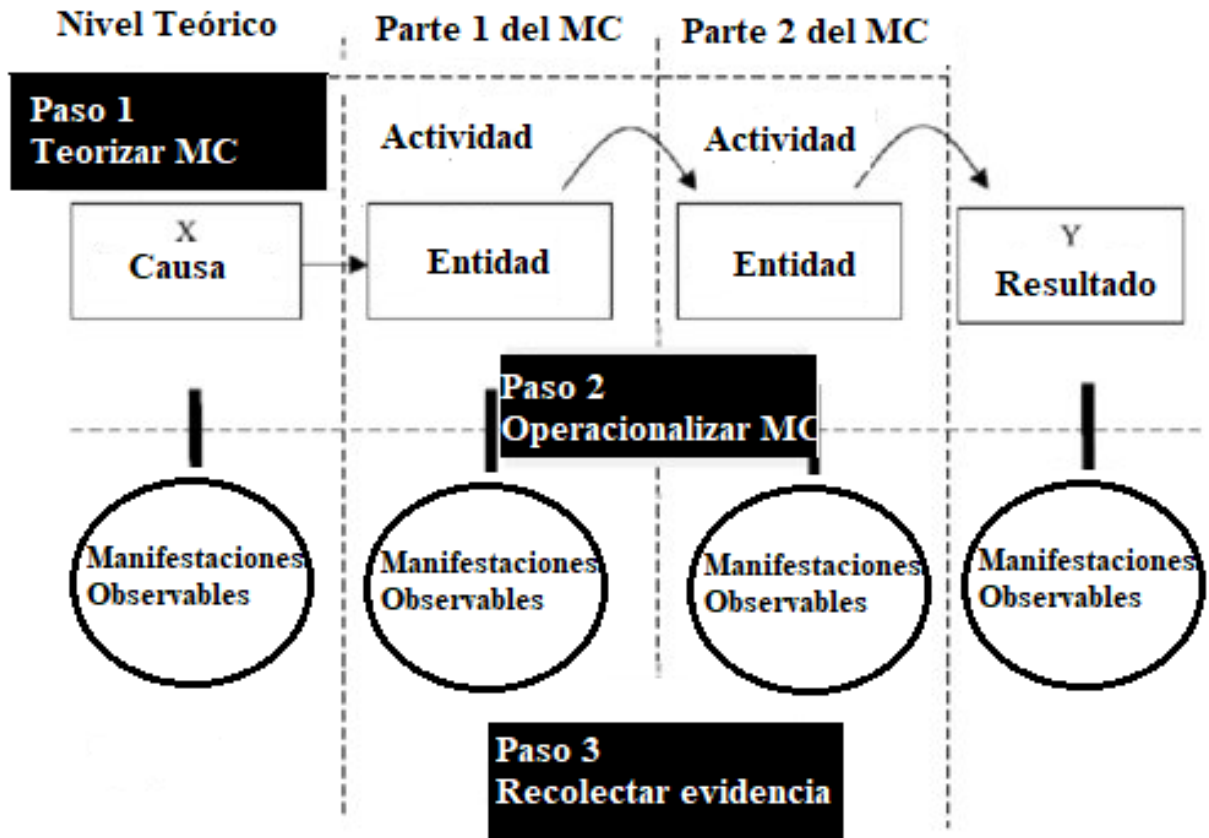 Nivel Teórico
Parte 1 del MC
Parte 2 del MC
Paso 1
Teorizar MC
Actividad
Actividad
X
Causa
Entidad
Entidad
Y
Resultado
Paso 2
Operacionalizar MC
Manifestaciones
Observables
Manifestaciones
Observables
Manifestaciones
Observables
Manifestaciones
Observables
Paso 3
Recolectar evidencia